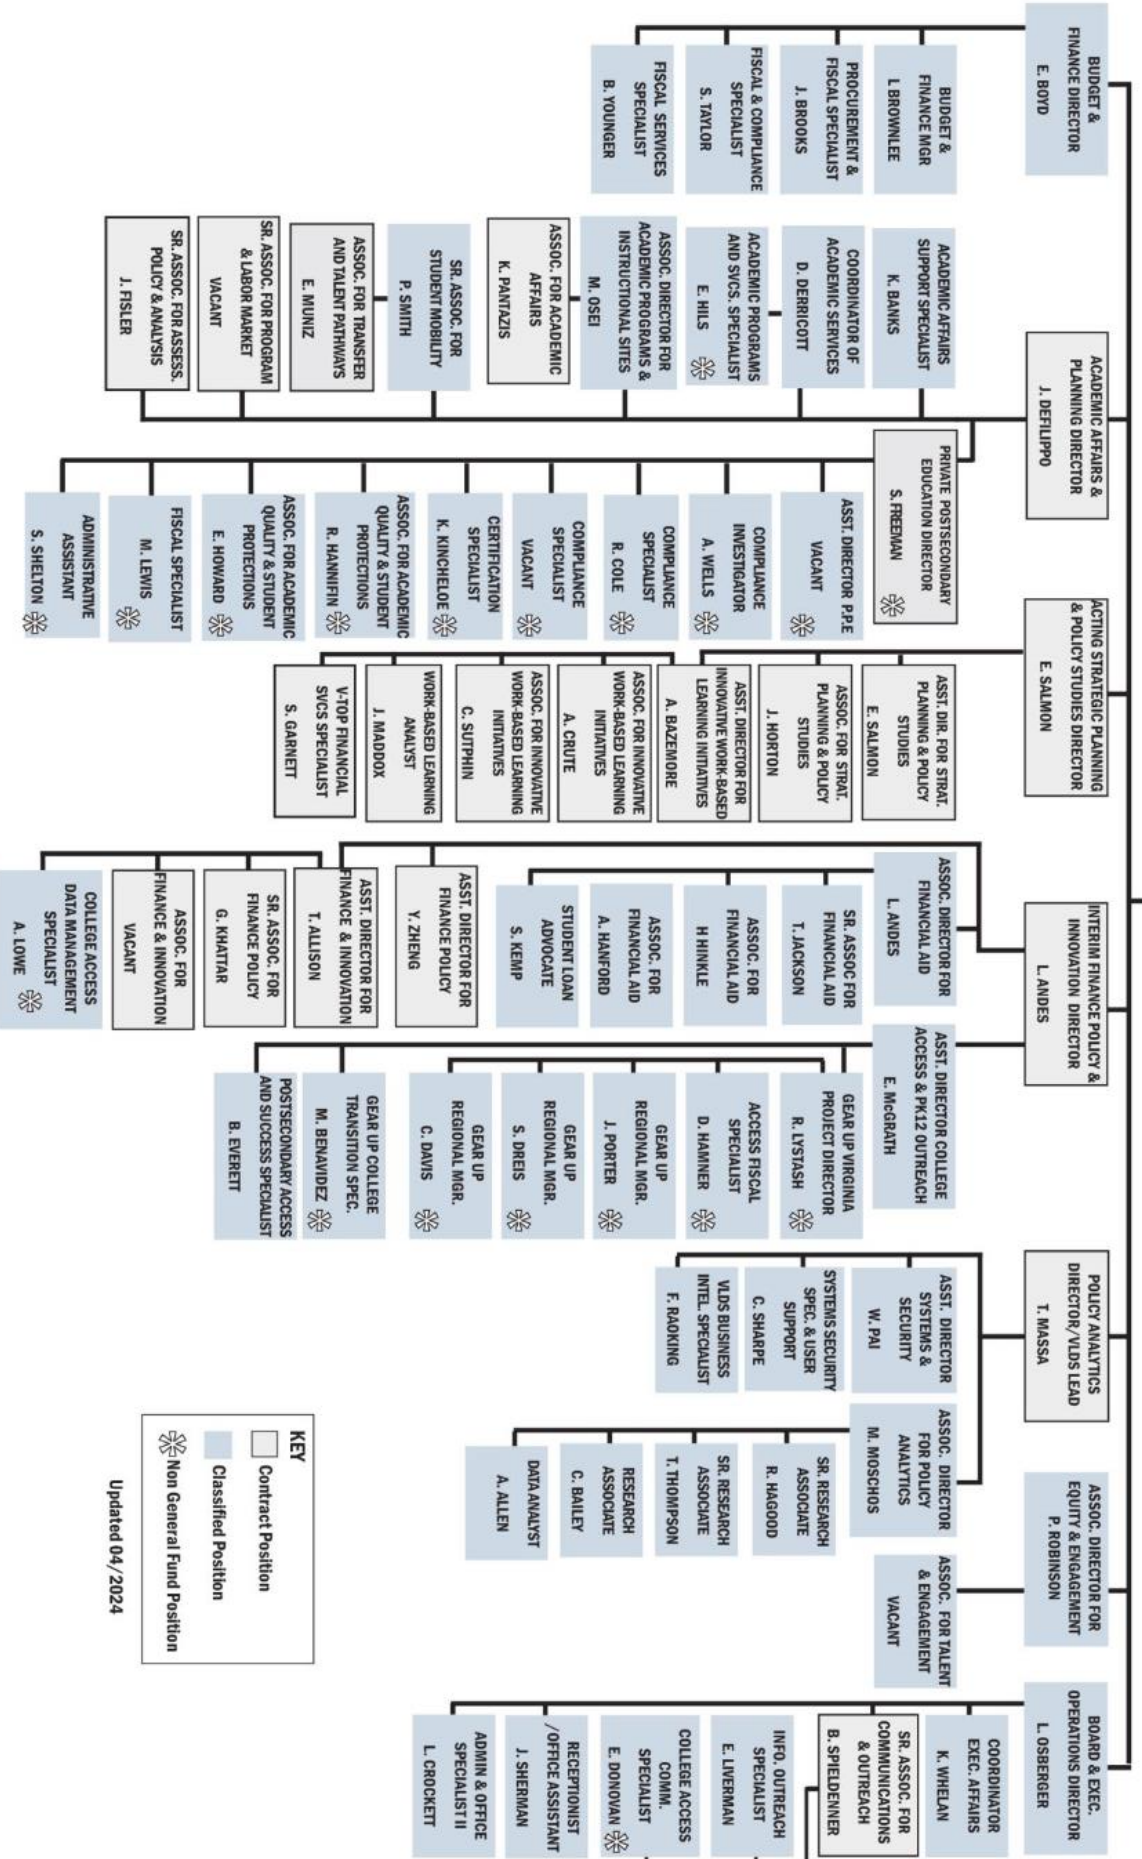 BUDGET &
FINANCE DIRECTOR
E. BOYD
BUDGET &
FINANCE MGR
I. BROWNLEE
PROCUREMENT &
FISCAL SPECIALIST
J. BROOKS
FISCAL & COMPLIANCE
SPECIALIST
S. TAYLOR
FISCAL SERVICES
SPECIALIST
B. YOUNGER
ACADEMIC AFFAIRS &
PLANNING DIRECTOR
J. DEFILIPPO
ACADEMIC AFFAIRS
SUPPORT SPECIALIST
K. BANKS
COORDINATOR OF
ACADEMIC SERVICES
D. DERRICOTT
ACADEMIC PROGRAMS
AND SVCS. SPECIALIST
E. HILS
ASSOC. DIRECTOR FOR
ACADEMIC PROGRAMS &
INSTRUCTIONAL SITES
M. OSEI
ASSOC. FOR ACADEMIC
AFFAIRS
K. PANTAZIS
SR. ASSOC. FOR
STUDENT MOBILITY
P. SMITH
ASSOC. FOR TRANSFER
AND TALENT PATHWAYS
E. MUNIZ
SR. ASSOC. FOR PROGRAM
& LABOR MARKET
VACANT
SR. ASSOC. FOR ASSESS.
POLICY & ANALYSIS
J. FISLER
PRIVATE POSTSECONDARY
EDUCATION DIRECTOR
S. FREEMAN
ASST. DIRECTOR P.P.E
VACANT
COMPLIANCE
INVESTIGATOR
A. WELLS
COMPLIANCE
SPECIALIST
R. COLE
COMPLIANCE
SPECIALIST
VACANT
CERTIFICATION
SPECIALIST
K. KINCHELOE
ASSOC. FOR ACADEMIC
QUALITY & STUDENT
PROTECTIONS
R. HANNIFIN
ASSOC. FOR ACADEMIC
QUALITY & STUDENT
PROTECTIONS
E. HOWARD
FISCAL SPECIALIST
M. LEWIS
ADMINISTRATIVE
ASSISTANT
S. SHELTON
ACTING STRATEGIC PLANNING
& POLICY STUDIES DIRECTOR
E. SALMON
ASST. DIR. FOR STRAT.
PLANNING & POLICY
STUDIES
E. SALMON
ASSOC. FOR STRAT.
PLANNING & POLICY
STUDIES
J. HORTON
ASST. DIRECTOR FOR
INNOVATIVE WORK-BASED
LEARNING INITIATIVES
A. BAZEMORE
ASSOC. FOR INNOVATIVE
WORK-BASED LEARNING
INITIATIVES
A. CRUTE
ASSOC. FOR INNOVATIVE
WORK-BASED LEARNING
INITIATIVES
C. SUTPHIN
WORK-BASED LEARNING
ANALYST
J. MADDOX
V-TOP FINANCIAL
SVCS SPECIALIST
S. GARNETT
INTERIM FINANCE POLICY &
INNOVATION DIRECTOR
L. ANDES
ASSOC. DIRECTOR FOR
FINANCIAL AID
L. ANDES
SR. ASSOC FOR
FINANCIAL AID
T. JACKSON
ASSOC. FOR
FINANCIAL AID
H HINKLE
ASSOC. FOR
FINANCIAL AID
A. HANFORD
STUDENT LOAN
ADVOCATE
S. KEMP
ASST. DIRECTOR FOR
FINANCE POLICY
Y. ZHENG
ASST. DIRECTOR FOR
FINANCE & INNOVATION
T. ALLISON
SR. ASSOC. FOR
FINANCE POLICY
G. KHATTAR
ASSOC. FOR
FINANCE & INNOVATION
VACANT
COLLEGE ACCESS
DATA MANAGEMENT
SPECIALIST
A. LOWE
ASST. DIRECTOR COLLEGE
ACCESS & PK12 OUTREACH
E. McGRATH
GEAR UP VIRGINIA
PROJECT DIRECTOR
R. LYSTASH
ACCESS FISCAL
SPECIALIST
D. HAMNER
GEAR UP
REGIONAL MGR.
J. PORTER
GEAR UP
REGIONAL MGR.
S. DREIS
GEAR UP
REGIONAL MGR.
C. DAVIS
GEAR UP COLLEGE
TRANSITION SPEC.
M. BENAVIDEZ
POSTSECONDARY ACCESS
AND SUCCESS SPECIALIST
B. EVERETT
POLICY ANALYTICS
DIRECTOR/VLDS LEAD
T. MASSA
ASST. DIRECTOR
SYSTEMS &
SECURITY
W. PAI
SYSTEMS SECURITY
SPEC. & USER
SUPPORT
C. SHARPE
VLDS BUSINESS
INTEL. SPECIALIST
F. RAOKING
ASSOC. DIRECTOR
FOR POLICY
ANALYTICS
M. MOSCHOS
SR. RESEARCH
ASSOCIATE
R. HAGOOD
SR. RESEARCH
ASSOCIATE
T. THOMPSON
RESEARCH
ASSOCIATE
C. BAILEY
DATA ANALYST
A. ALLEN
ASSOC. DIRECTOR FOR
EQUITY & ENGAGEMENT
P. ROBINSON
ASSOC. FOR TALENT
& ENGAGEMENT
VACANT
BOARD & EXEC.
OPERATIONS DIRECTOR
L. OSBERGER
COORDINATOR
EXEC. AFFAIRS
K. WHELAN
SR. ASSOC. FOR
COMMUNICATIONS
& OUTREACH
B. SPIELDENNER
INFO. OUTREACH
SPECIALIST
E. LIVERMAN
COLLEGE ACCESS
COMM.
SPECIALIST
E. DONOVAN
RECEPTIONIST
/OFFICE ASSISTANT
J. SHERMAN
ADMIN & OFFICE
SPECIALIST II
L. CROCKETT
KEY
Contract Position
Classified Position
Non General Fund Position
Updated 04/2024